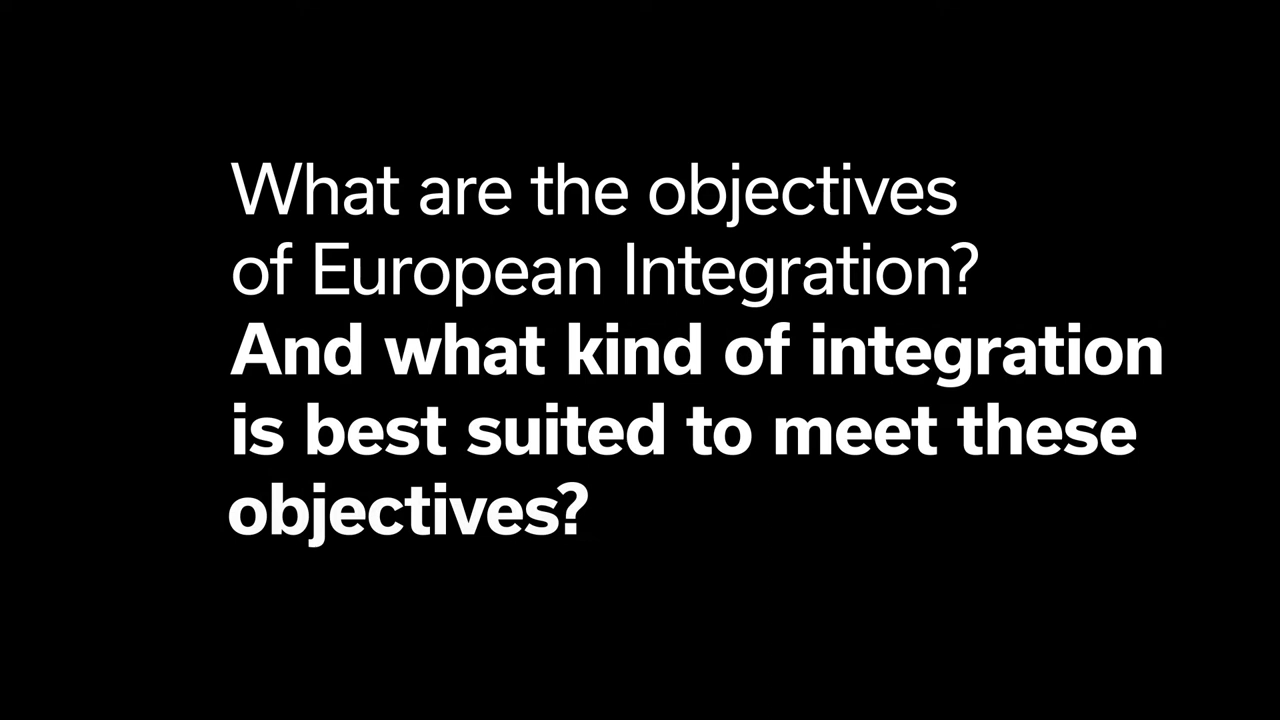 What are the objectives
of European Integration?
And what kind of integration
is best suited to meet these
objectives?